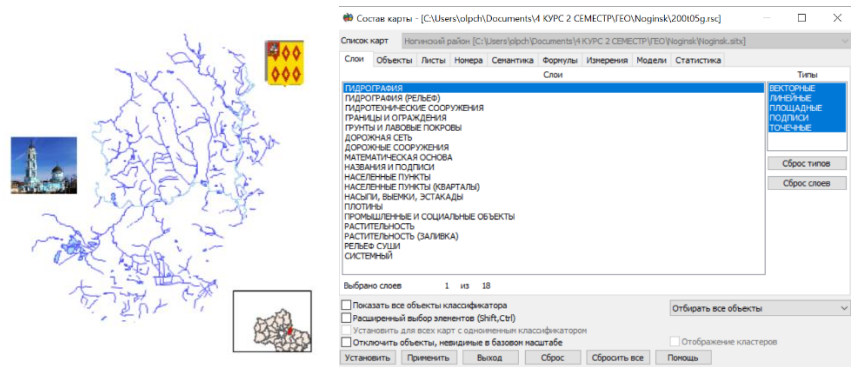 Состав карты - [C:\Users\olpch\Documents\4 КУРС 2 СЕМЕСТР\ГЕО\Noginsk\200t05g.rsc]
Список карт Ногинский район [C:\Users\olpch\Documents\4 КУРС 2 СЕМЕСТР\ГЕО\Noginsk\Noginsk.sitx]
Слои Объекты Листы Номера Семантика Формулы Измерения Модели Статистика
Слои Типы
ГИДРОГРАФИЯ
ГИДРОГРАФИЯ (РЕЛЬЕФ)
ГИДРОТЕХНИЧЕСКИЕ СООРУЖЕНИЯ
ГРАНИЦЫ И ОГРАЖДЕНИЯ
ГРУНТЫ И ЛАВОВЫЕ ПОКРОВЫ
ДОРОЖНАЯ СЕТЬ
ДОРОЖНЫЕ СООРУЖЕНИЯ
МАТЕМАТИЧЕСКАЯ ОСНОВА
НАЗВАНИЯ И ПОДПИСИ
НАСЕЛЕННЫЕ ПУНКТЫ
НАСЕЛЕННЫЕ ПУНКТЫ (КВАРТАЛЫ)
НАСЫПИ, ВЫЕМКИ, ЭСТАКАДЫ
ПЛОТИНЫ
ПРОМЫШЛЕННЫЕ И СОЦИАЛЬНЫЕ ОБЪЕКТЫ
РАСТИТЕЛЬНОСТЬ
РАСТИТЕЛЬНОСТЬ (ЗАЛИВКА)
РЕЛЬЕФ СУШИ
СИСТЕМНЫЙ
ВЕКТОРНЫЕ
ЛИНЕЙНЫЕ
ПЛОЩАДНЫЕ
ПОДПИСИ
ТОЧЕЧНЫЕ
Сброс типов
Сброс слоев
Выбрано слоев 1 из 18
Показать все объекты классификатора
Отбирать все объекты
Расширенный выбор элементов (Shift,Ctrl)
Установить для всех карт с одноименным классификатором
Отключить объекты, невидимые в базовом масштабе
Отображение кластеров
Установить Применить Выход Сброс Сбросить все Помощь